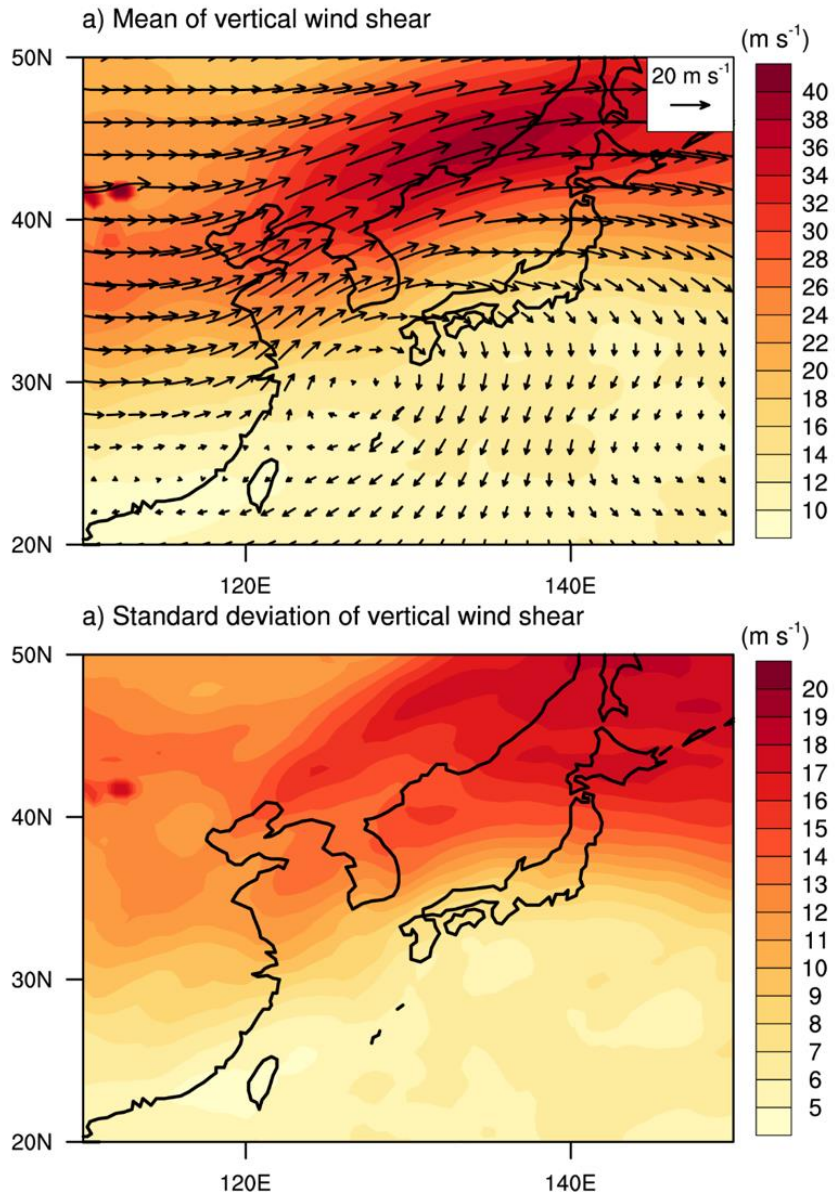 a) Mean of vertical wind shear
(m s⁻¹)
50N
20 m s⁻¹
40
38
36
40N
34
32
30
28
26
24
22
30N
20
18
16
14
12
10
20N
120E
140E
a) Standard deviation of vertical wind shear
(m s⁻¹)
50N
20
19
18
17
40N
16
15
14
13
12
11
30N
10
9
8
7
6
5
20N
120E
140E